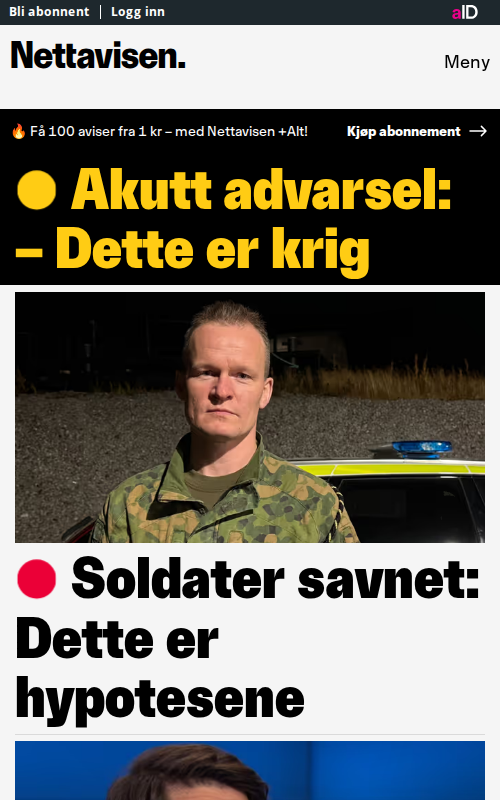 Bli abonnent | Logg inn
aID
Nettavisen.
Meny
🔥 Få 100 aviser fra 1 kr – med Nettavisen +Alt!
Kjøp abonnement →
Akutt advarsel:
– Dette er krig
Soldater savnet:
Dette er
hypotesene